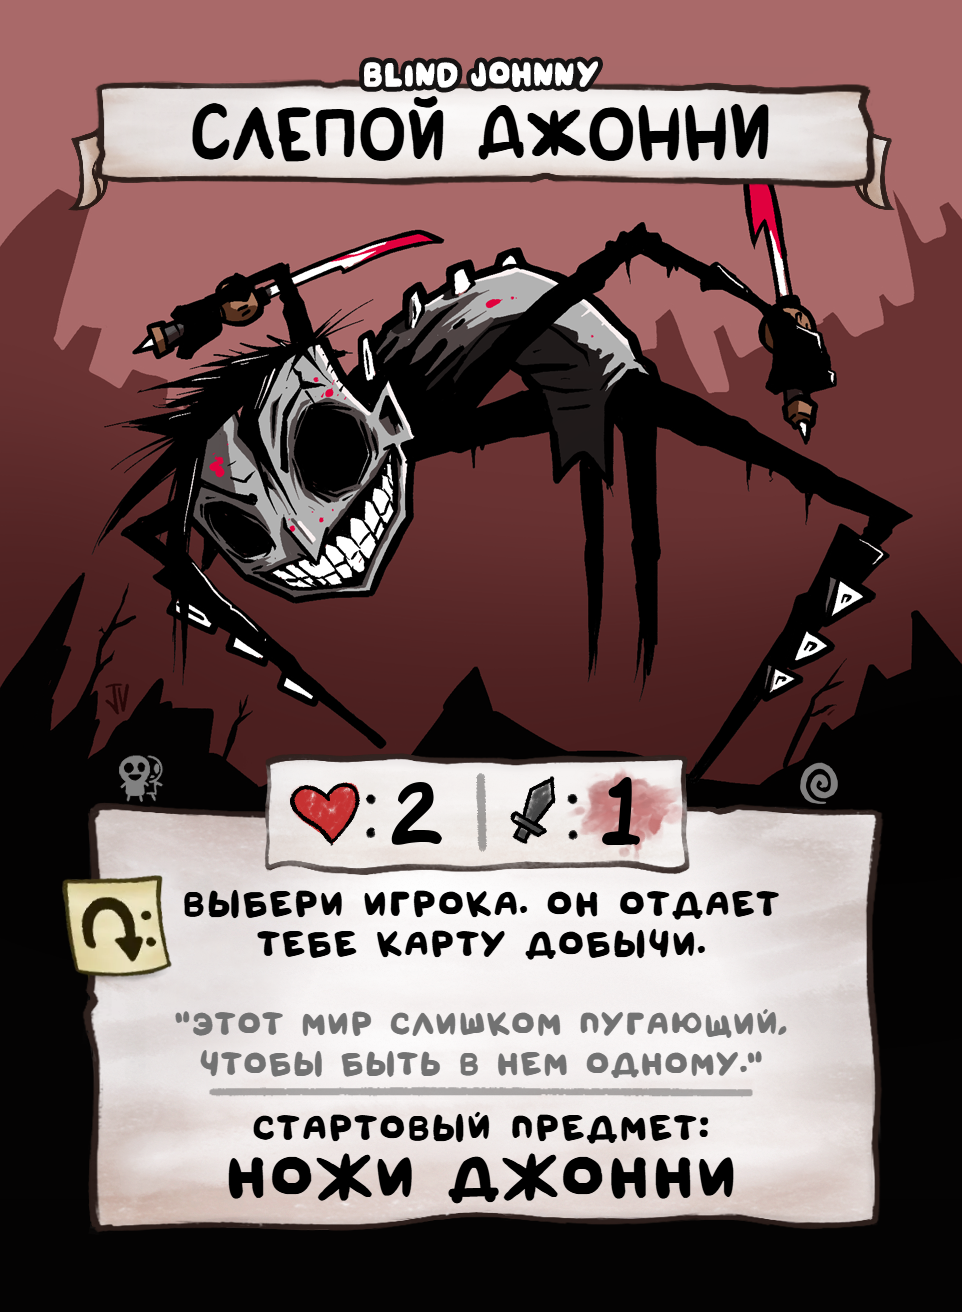 BLIND JOHNNY
СЛЕПОЙ ДЖОННИ
JV
:2 | :1
ВЫБЕРИ ИГРОКА. ОН ОТДАЕТ
ТЕБЕ КАРТУ ДОБЫЧИ.
"ЭТОТ МИР СЛИШКОМ ПУГАЮЩИЙ,
ЧТОБЫ БЫТЬ В НЕМ ОДНОМУ."
СТАРТОВЫЙ ПРЕДМЕТ:
НОЖИ ДЖОННИ